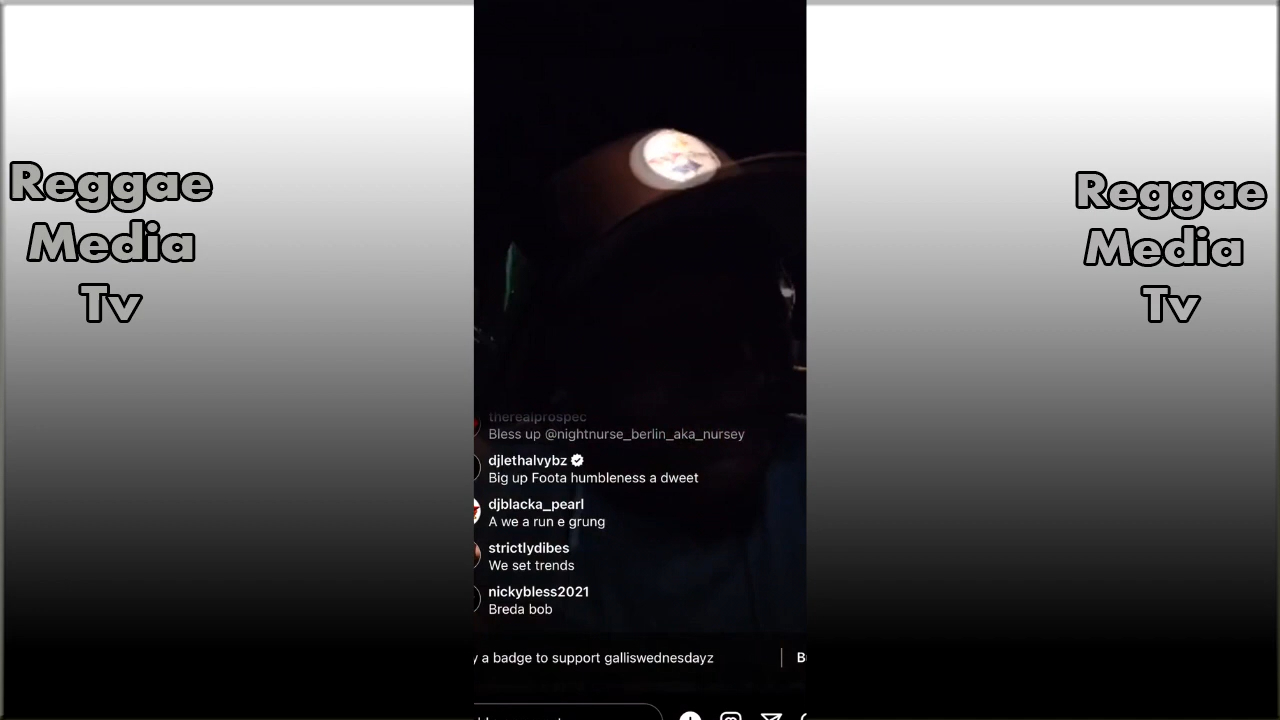 Reggae
Media
Tv
Reggae
Media
Tv
therealprospec
Bless up @nightnurse_berlin_aka_nursey
djlethalvybz
Big up Foota humbleness a dweet
djblacka_pearl
A we a run e grung
strictlydibes
We set trends
nickybless2021
Breda bob
y a badge to support galliswednesdayz